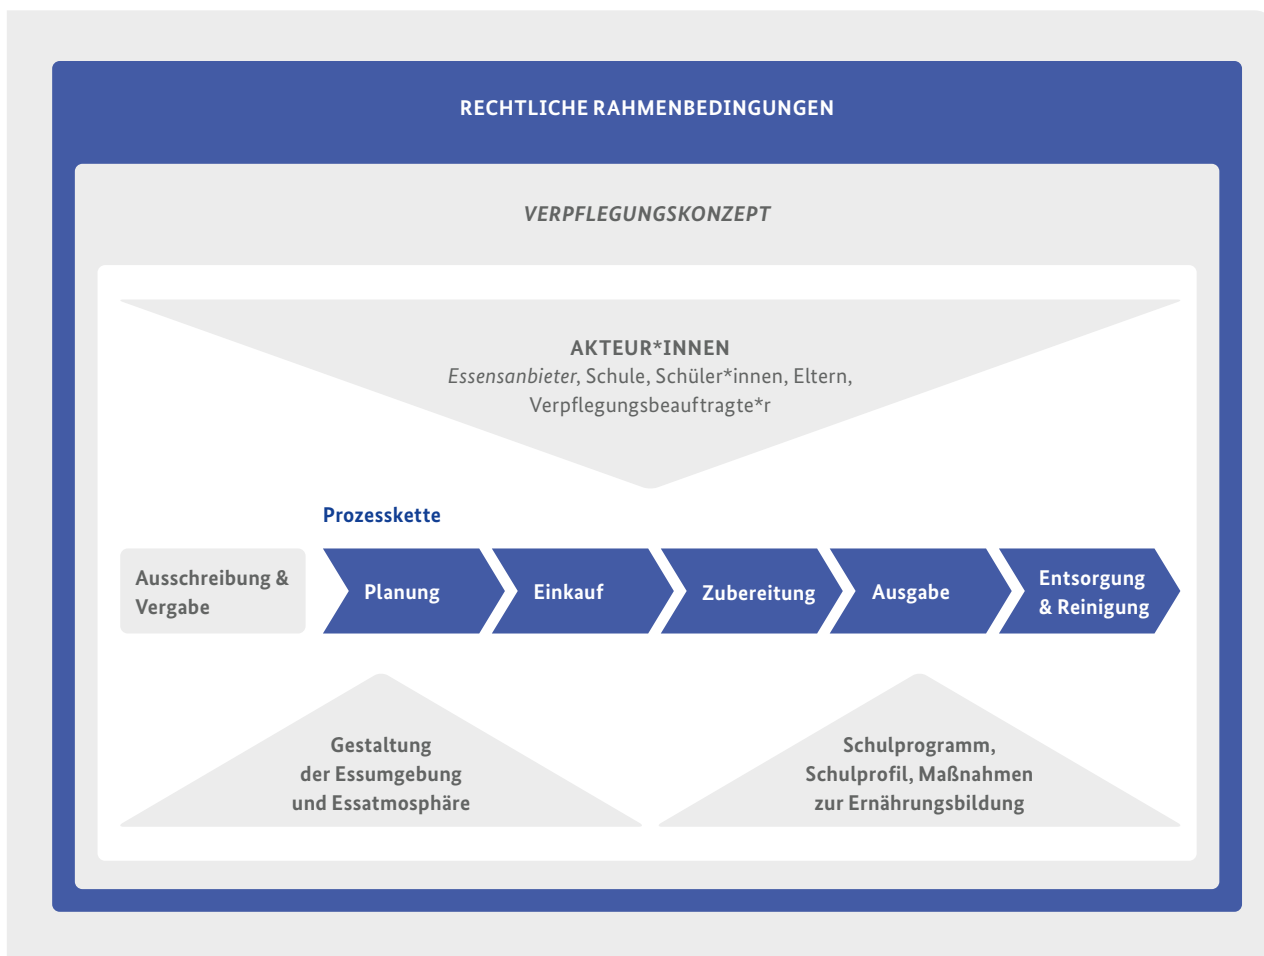 RECHTLICHE RAHMENBEDINGUNGEN
VERPFLEGUNGSKONZEPT
AKTEUR*INNEN
Essensanbieter, Schule, Schüler*innen, Eltern,
Verpflegungsbeauftragte*r
Prozesskette
Ausschreibung &
Vergabe
Planung
Einkauf
Zubereitung
Ausgabe
Entsorgung
& Reinigung
Gestaltung
der Essumgebung
und Essatmosphäre
Schulprogramm,
Schulprofil, Maßnahmen
zur Ernährungsbildung